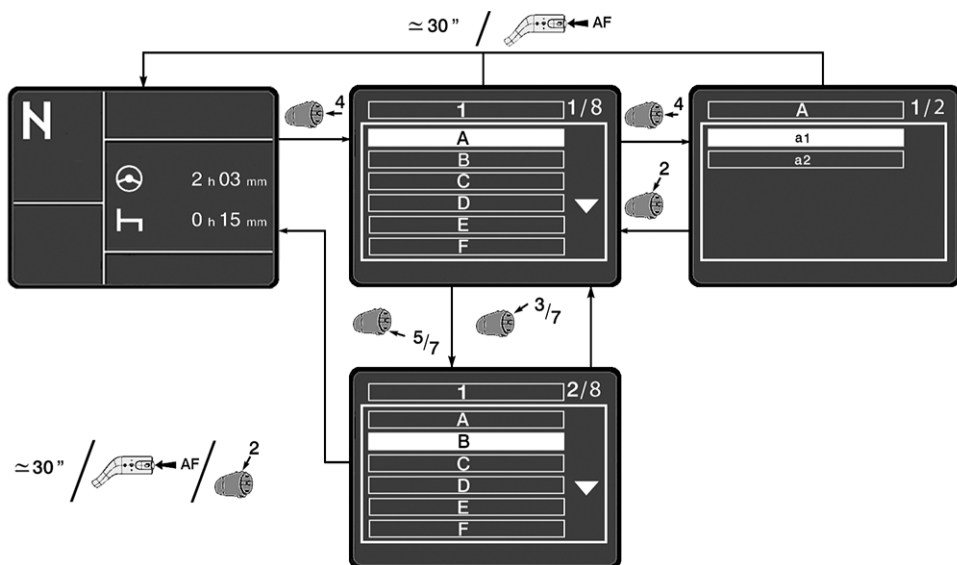 ≃ 30 " / AF
N
2 h 03 mm
0 h 15 mm
4
1 1/8
A
B
C
D
E
F
4
2
A 1/2
a1
a2
5/7
3/7
1 2/8
A
B
C
D
E
F
≃ 30 " / AF / 2